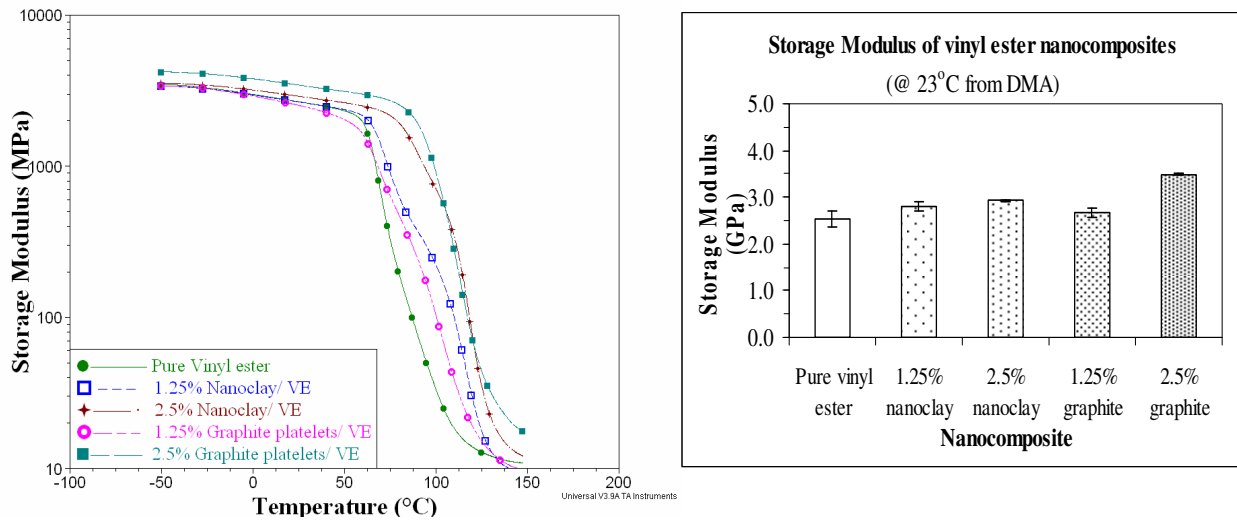 10000
1000
100
10
Storage Modulus (MPa)
Pure Vinyl ester
1.25% Nanoclay/ VE
2.5% Nanoclay/ VE
1.25% Graphite platelets/ VE
2.5% Graphite platelets/ VE
-100
-50
0
50
100
150
200
Temperature (°C)
Universal V3.9A TA Instruments
Storage Modulus of vinyl ester nanocomposites
(@ 23°C from DMA)
Storage Modulus
(GPa)
5.0
4.0
3.0
2.0
1.0
0.0
Pure vinyl
ester
1.25%
nanoclay
2.5%
nanoclay
1.25%
graphite
2.5%
graphite
Nanocomposite